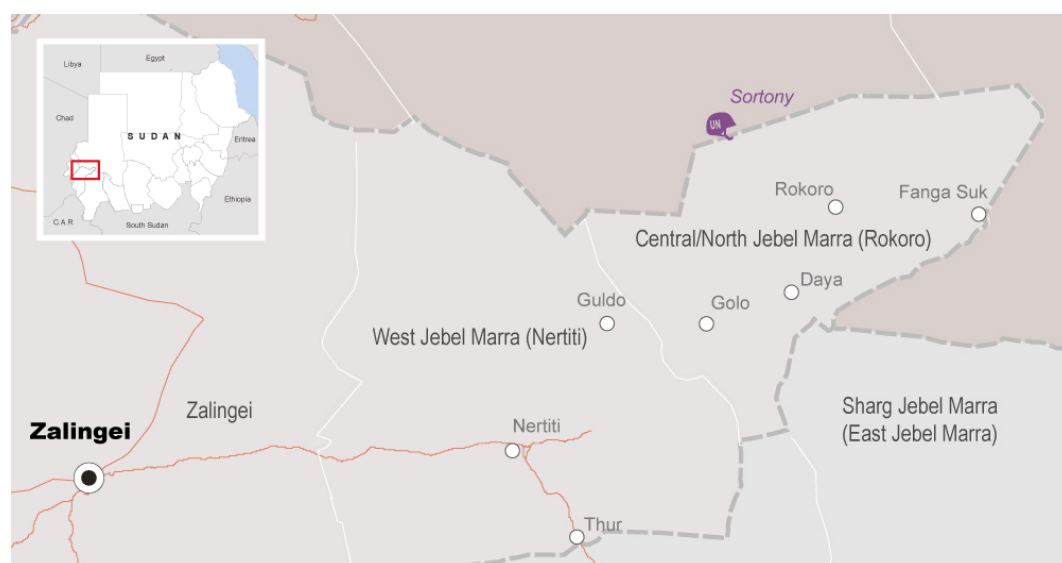 Libya
Egypt
Chad
SUDAN
Eritrea
Ethiopia
C.A.R.
South Sudan
Sortony
UN
Rokoro
Fanga Suk
Central/North Jebel Marra (Rokoro)
Daya
Guldo
Golo
West Jebel Marra (Nertiti)
Zalingei
Sharg Jebel Marra
(East Jebel Marra)
Zalingei
Nertiti
Thur